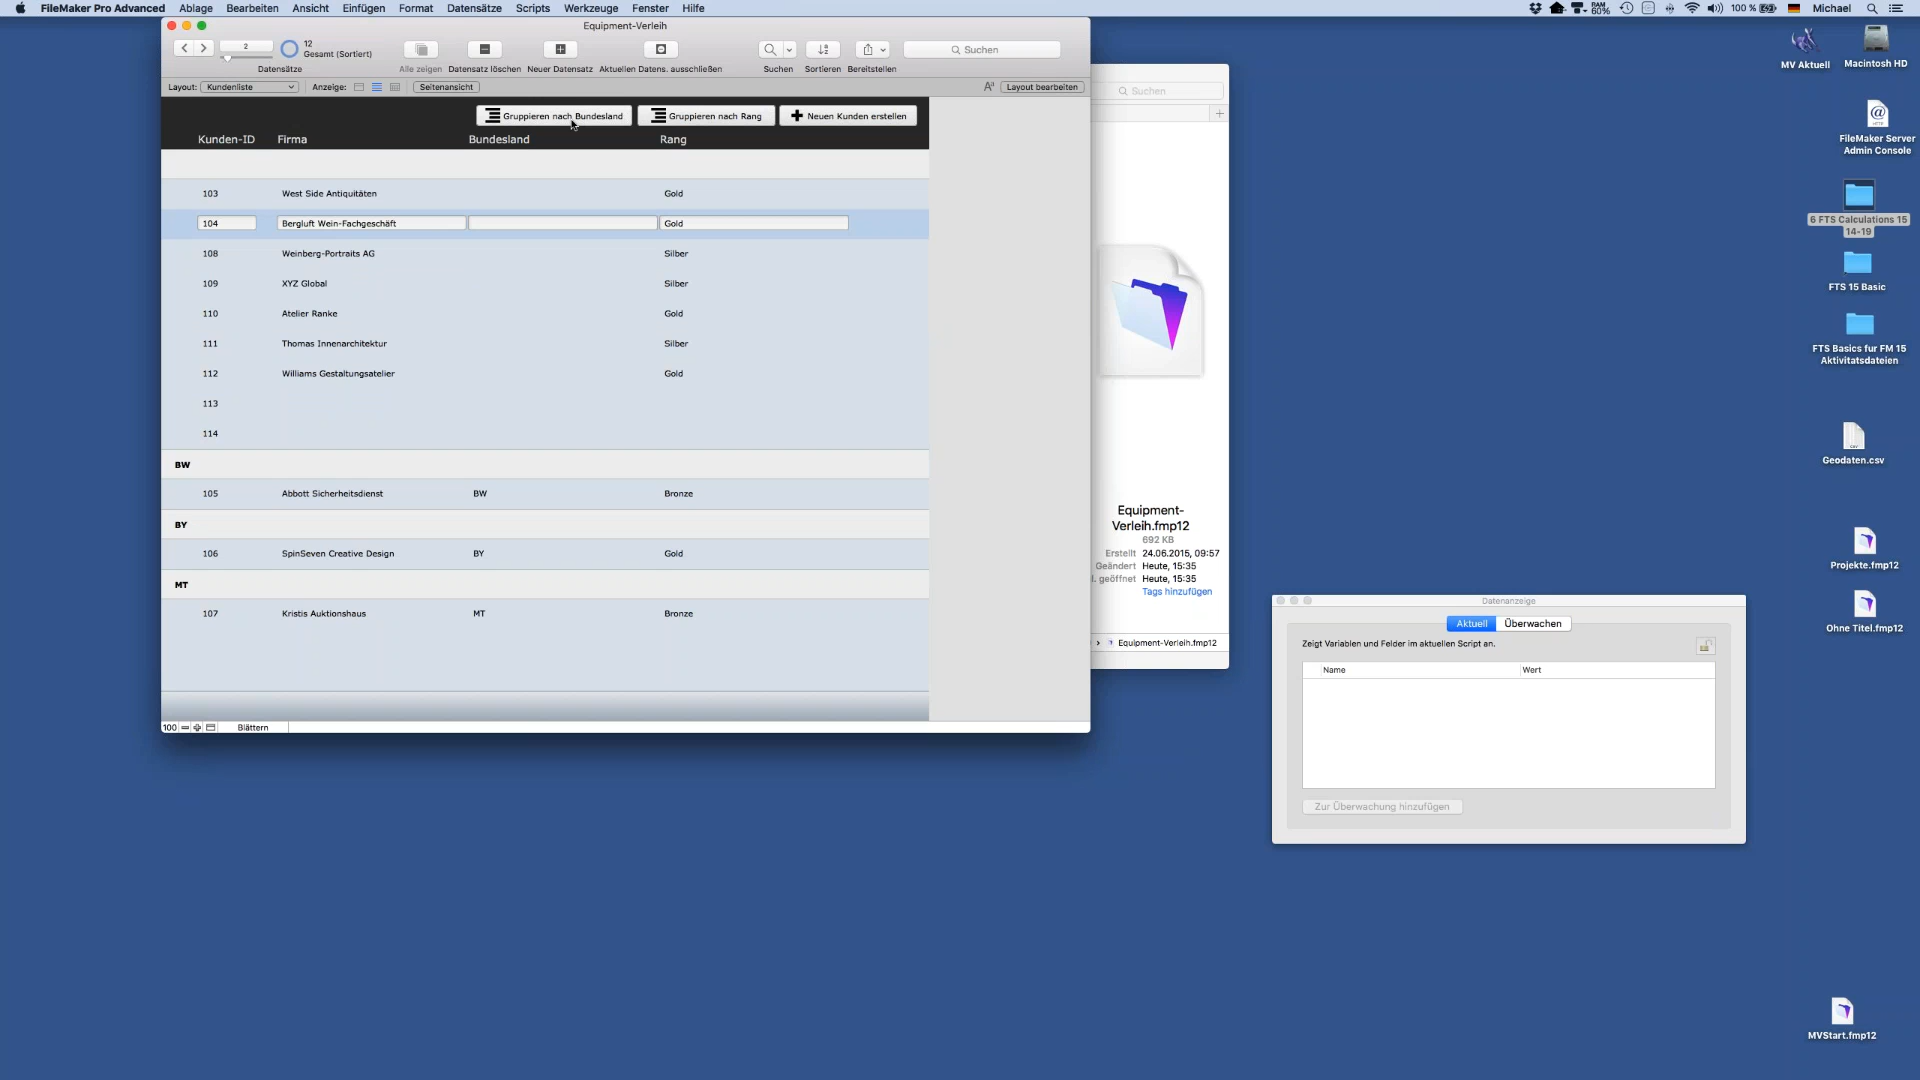 FileMaker Pro Advanced Ablage Bearbeiten Ansicht Einfügen Format Datensätze Scripts Werkzeuge Fenster Hilfe
RAM 60% 100 % Michael
Equipment-Verleih
2
12
Gesamt (Sortiert)
Suchen
Datensätze Alle zeigen Datensatz löschen Neuer Datensatz Aktuellen Datens. ausschließen Suchen Sortieren Bereitstellen
Layout: Kundenliste Anzeige: Seitenansicht Layout bearbeiten
Gruppieren nach Bundesland Gruppieren nach Rang Neuen Kunden erstellen
Kunden-ID Firma Bundesland Rang
103 West Side Antiquitäten Gold
104 Bergluft Wein-Fachgeschäft Gold
108 Weinberg-Portraits AG Silber
109 XYZ Global Silber
110 Atelier Ranke Gold
111 Thomas Innenarchitektur Silber
112 Williams Gestaltungsatelier Gold
113
114
BW
105 Abbott Sicherheitsdienst BW Bronze
BY
106 SpinSeven Creative Design BY Gold
MT
107 Kristis Auktionshaus MT Bronze
100 Blättern
Suchen
Equipment-
Verleih.fmp12
692 KB
Erstellt 24.06.2015, 09:57
Geändert Heute, 15:35
l. geöffnet Heute, 15:35
Tags hinzufügen
Equipment-Verleih.fmp12
Datenanzeige
Aktuell Überwachen
Zeigt Variablen und Felder im aktuellen Script an.
Name Wert
Zur Überwachung hinzufügen
MV Aktuell
Macintosh HD
FileMaker Server
Admin Console
6 FTS Calculations 15
14-19
FTS 15 Basic
FTS Basics fur FM 15
Aktivitatsdateien
Geodaten.csv
Projekte.fmp12
Ohne Titel.fmp12
MVStart.fmp12